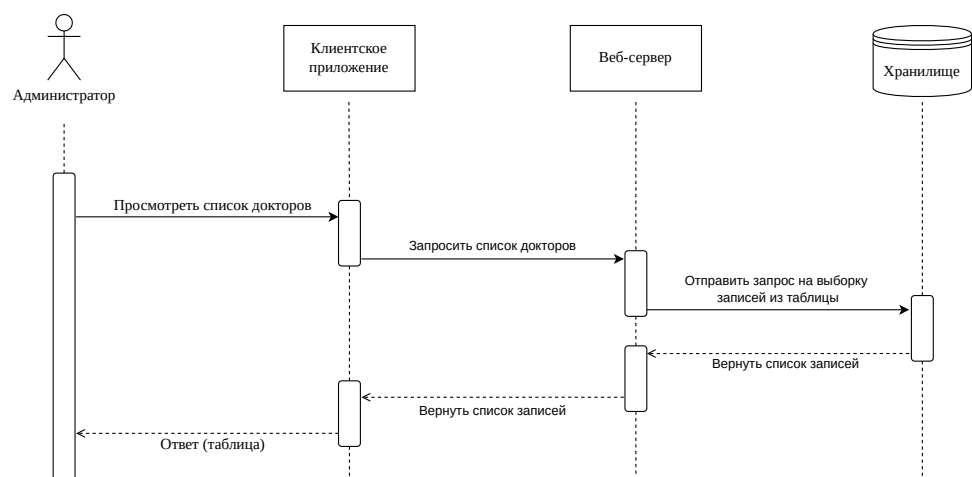 Администратор
Клиентское
приложение
Веб-сервер
Хранилище
Просмотреть список докторов
Запросить список докторов
Отправить запрос на выборку
записей из таблицы
Вернуть список записей
Вернуть список записей
Ответ (таблица)